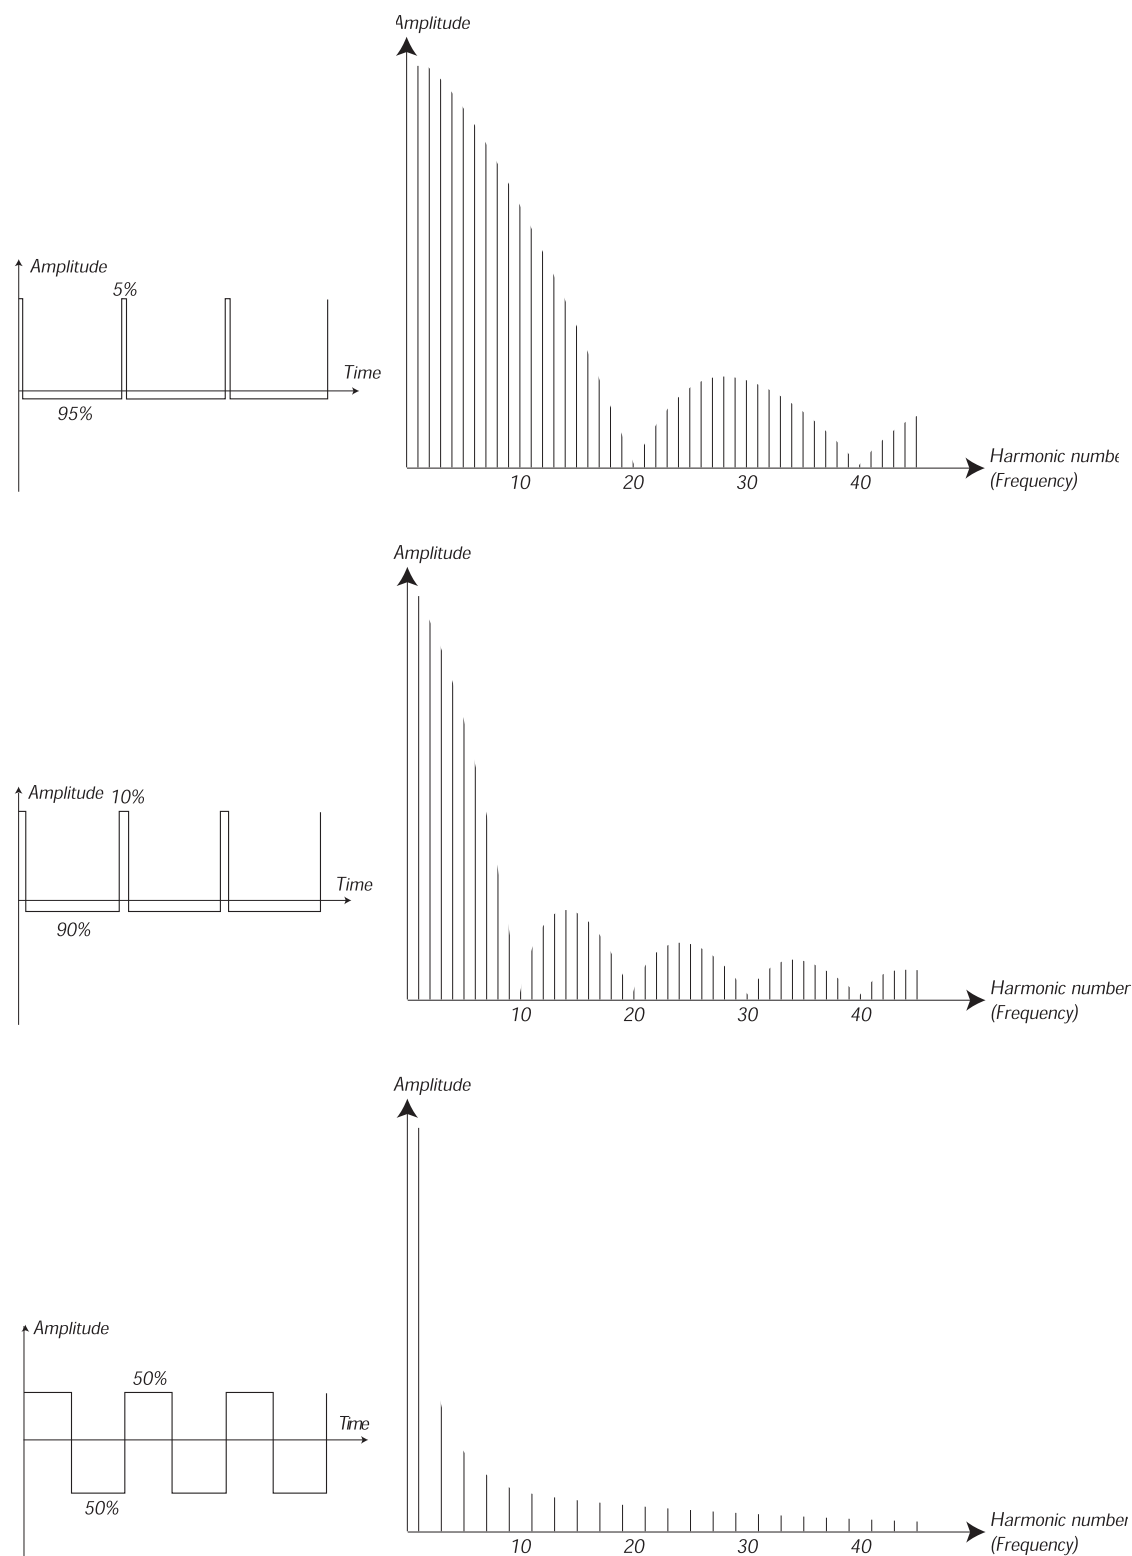 Amplitude
Amplitude
5%
Time
95%
Harmonic numbe
(Frequency)
10 20 30 40
Amplitude
Amplitude 10%
Time
90%
Harmonic number
(Frequency)
10 20 30 40
Amplitude
Amplitude
50%
Time
50%
Harmonic number
(Frequency)
10 20 30 40